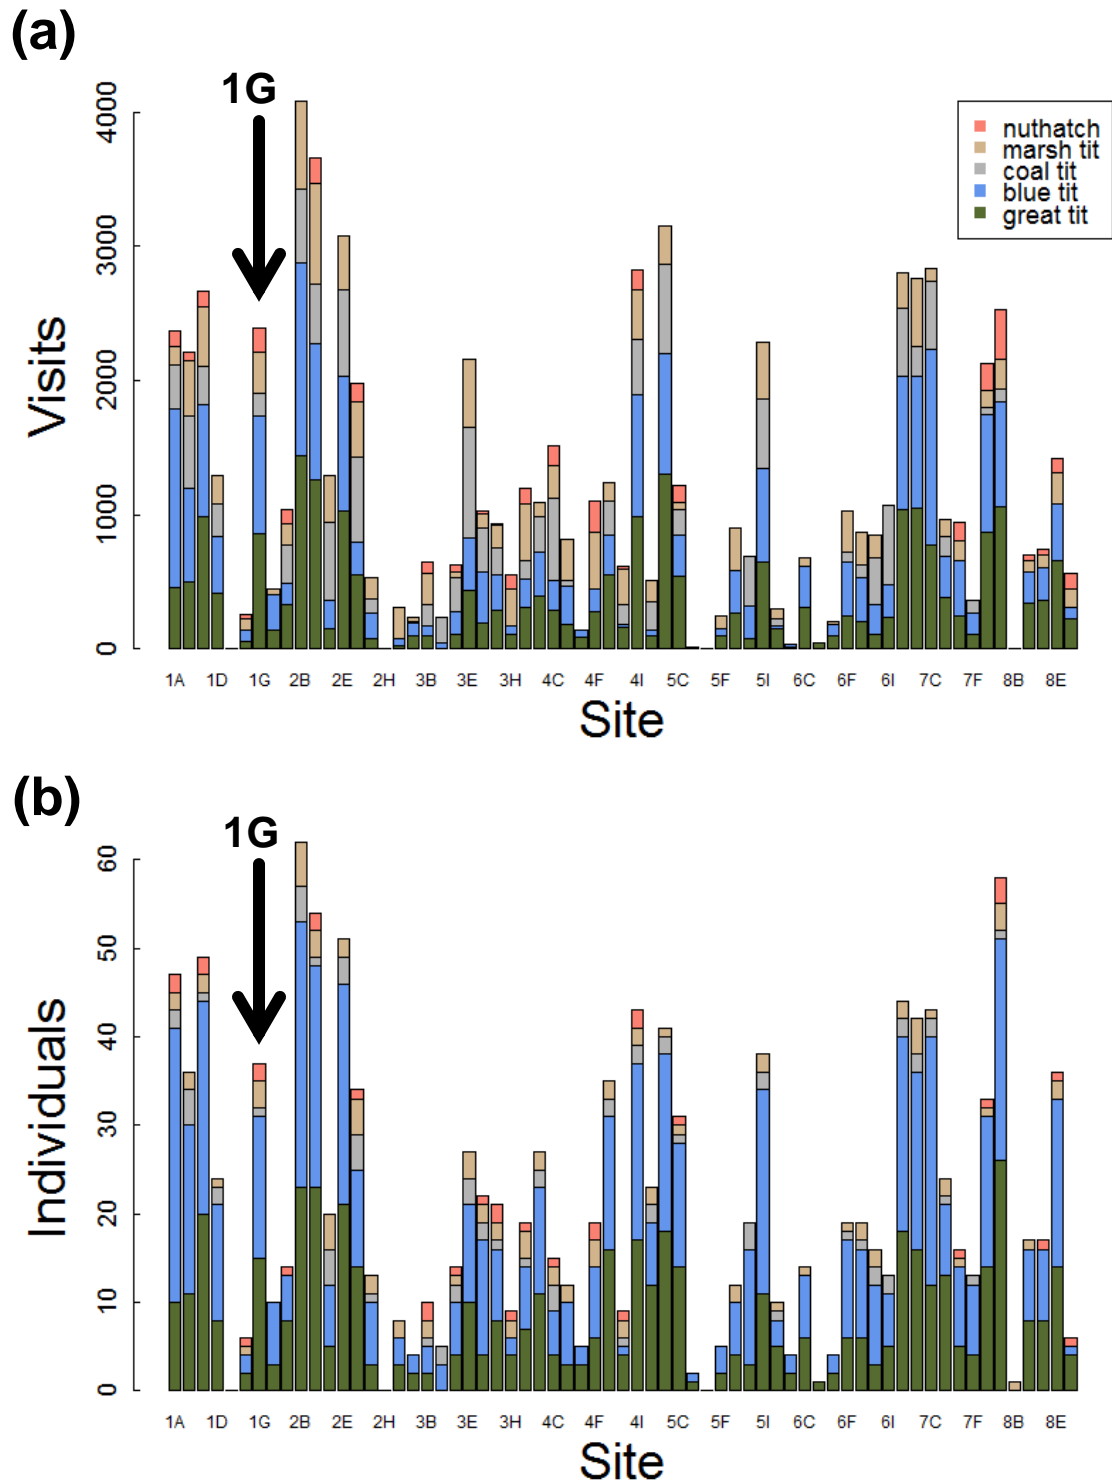 (a)
1G
Visits
4000
3000
2000
1000
0
nuthatch
marsh tit
coal tit
blue tit
great tit
1A 1D 1G 2B 2E 2H 3B 3E 3H 4C 4F 4I 5C 5F 5I 6C 6F 6I 7C 7F 8B 8E
Site
(b)
1G
Individuals
60
50
40
30
20
10
0
1A 1D 1G 2B 2E 2H 3B 3E 3H 4C 4F 4I 5C 5F 5I 6C 6F 6I 7C 7F 8B 8E
Site